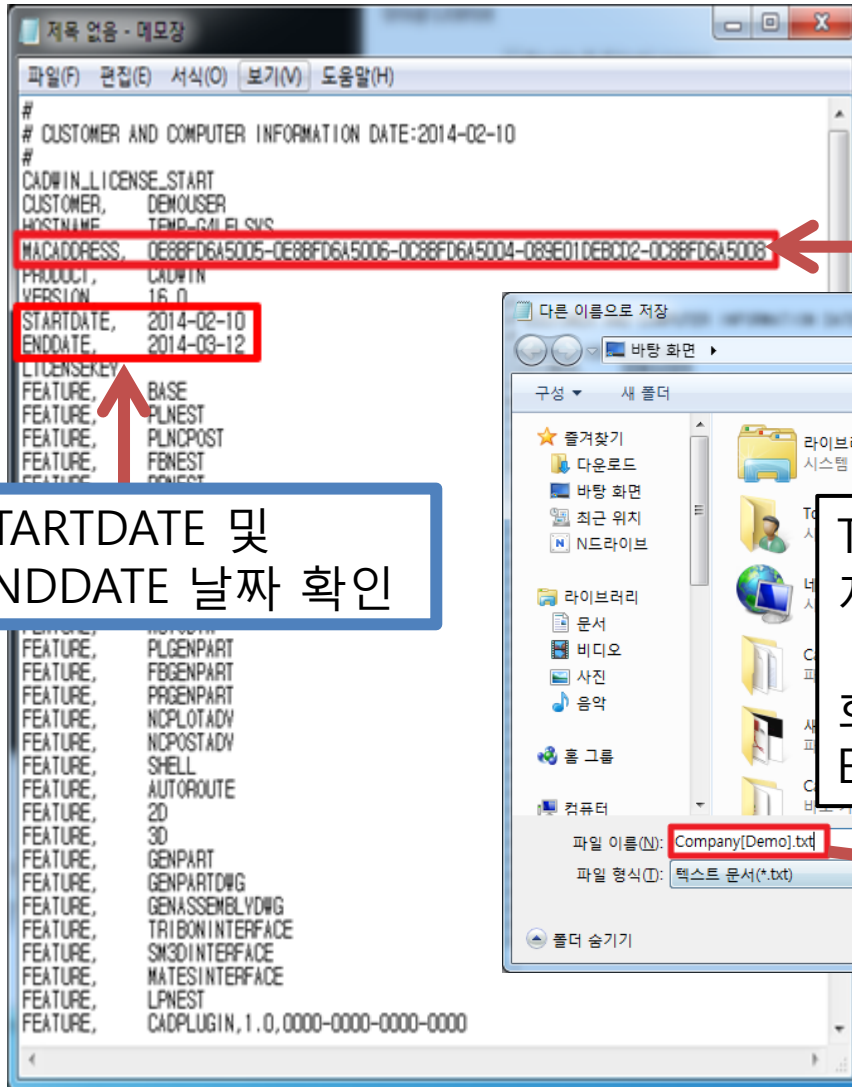 제목 없음 - 메모장
파일(F) 편집(E) 서식(O) 보기(V) 도움말(H)
#
# CUSTOMER AND COMPUTER INFORMATION DATE:2014-02-10
#
CADWIN_LICENSE_START
CUSTOMER, DEMOUSER
HOSTNAME
MACADDRESS, 0E8BFD6A5005-0E8BFD6A5006-0C8BFD6A5004-089E01DEBCD2-0C8BFD6A5008
PRODUCT, CADWIN
VERSION 16.0
STARTDATE, 2014-02-10
ENDDATE, 2014-03-12
LICENSEKEY
FEATURE, BASE
FEATURE, PLNEST
FEATURE, PLNCPOST
FEATURE, FBNEST
TARTDATE 및
NDDATE 날짜 확인
FEATURE, PLGENPART
FEATURE, FBGENPART
FEATURE, PRGENPART
FEATURE, NCPLOTADV
FEATURE, NCPOSTADV
FEATURE, SHELL
FEATURE, AUTOROUTE
FEATURE, 2D
FEATURE, 3D
FEATURE, GENPART
FEATURE, GENPARTDWG
FEATURE, GENASSEMBLYDWG
FEATURE, TRIBONINTERFACE
FEATURE, SM3DINTERFACE
FEATURE, MATESINTERFACE
FEATURE, LPNEST
FEATURE, CADPLUGIN,1.0,0000-0000-0000-0000
다른 이름으로 저장
바탕 화면
구성 새 폴더
즐겨찾기
다운로드
바탕 화면
최근 위치
N드라이브
라이브러리
문서
비디오
사진
음악
홈 그룹
컴퓨터
라이브
시스템
파일 이름(N): Company[Demo].txt
파일 형식(T): 텍스트 문서(*.txt)
폴더 숨기기